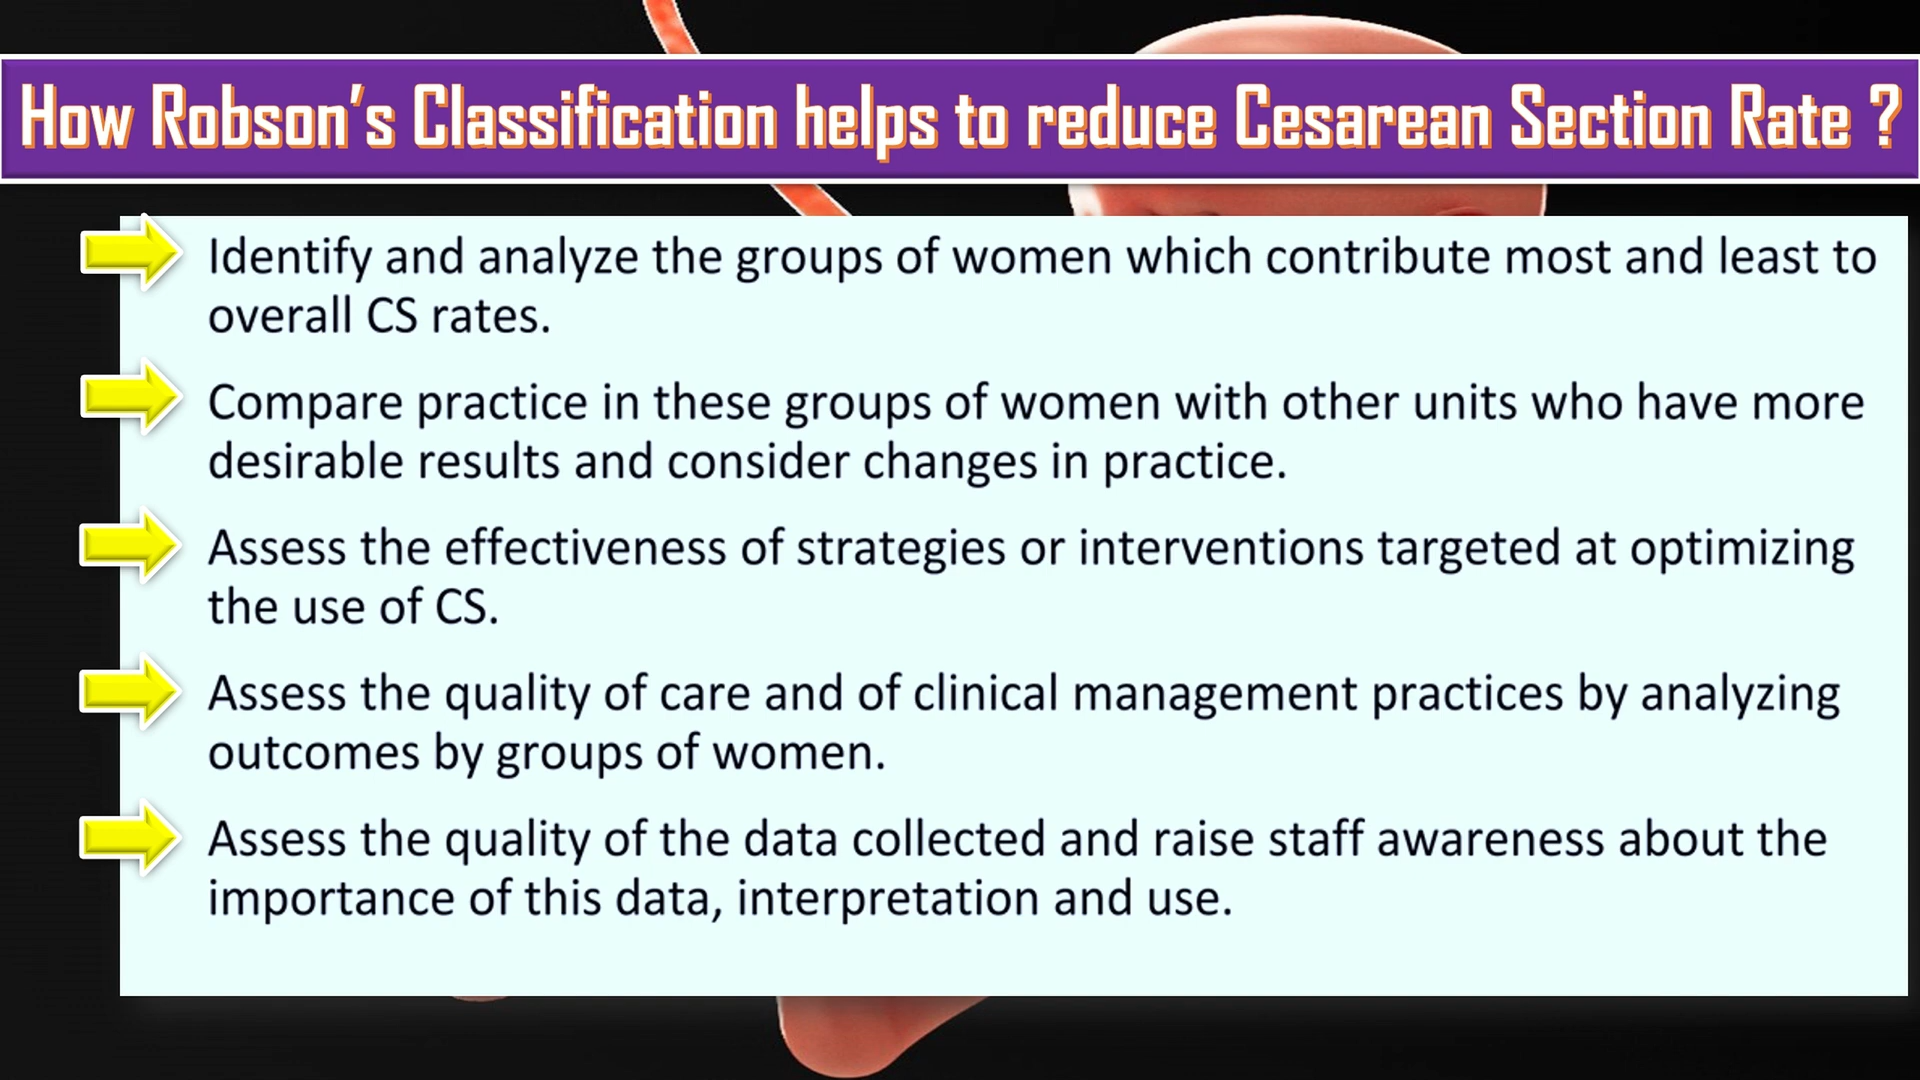 How Robson's Classification helps to reduce Cesarean Section Rate ?
Identify and analyze the groups of women which contribute most and least to
overall CS rates.
Compare practice in these groups of women with other units who have more
desirable results and consider changes in practice.
Assess the effectiveness of strategies or interventions targeted at optimizing
the use of CS.
Assess the quality of care and of clinical management practices by analyzing
outcomes by groups of women.
Assess the quality of the data collected and raise staff awareness about the
importance of this data, interpretation and use.